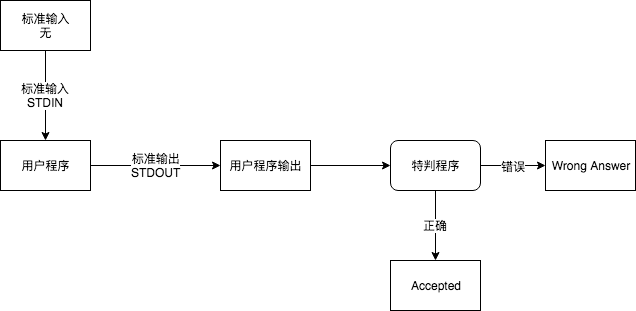 标准输入
无
标准输入
STDIN
用户程序
标准输出
STDOUT
用户程序输出
特判程序
错误
Wrong Answer
正确
Accepted